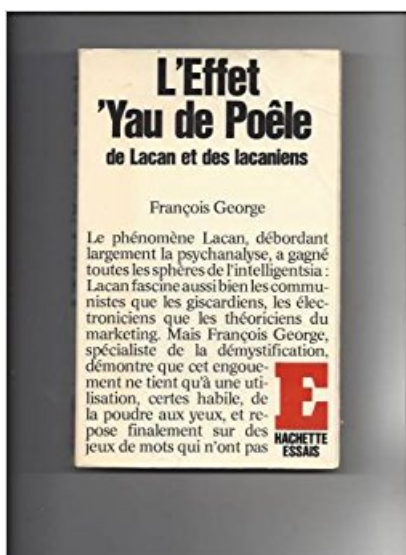 L'Effet
'Yau de Poêle
de Lacan et des lacaniens
François George
Le phénomène Lacan, débordant
largement la psychanalyse, a gagné
toutes les sphères de l'intelligentsia :
Lacan fascine aussi bien les commu-
nistes que les giscardiens, les élec-
troniciens que les théoriciens du
marketing. Mais François George,
spécialiste de la démystification,
démontre que cet engoue-
ment ne tient qu'à une uti-
lisation, certes habile, de
la poudre aux yeux, et re-
pose finalement sur des
jeux de mots qui n'ont pas
E
HACHETTE
ESSAIS